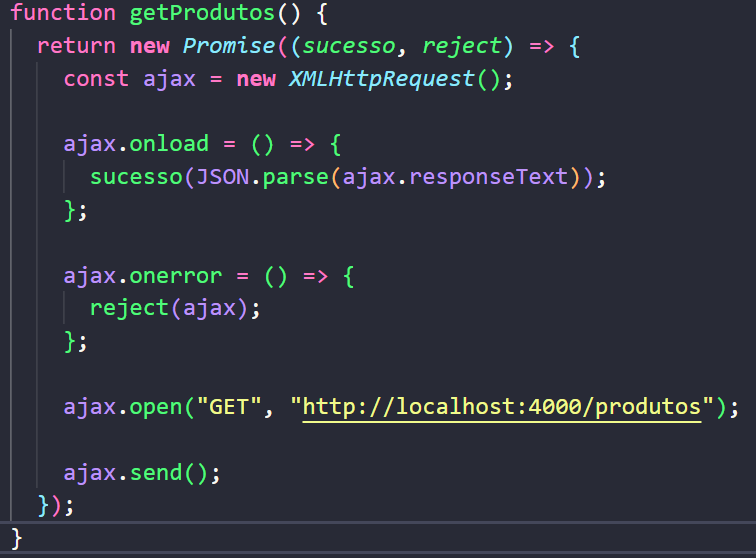 function getProdutos() {
return new Promise((sucesso, reject) => {
const ajax = new XMLHttpRequest();
ajax.onload = () => {
sucesso(JSON.parse(ajax.responseText));
};
ajax.onerror = () => {
reject(ajax);
};
ajax.open("GET", "http://localhost:4000/produtos");
ajax.send();
});
}